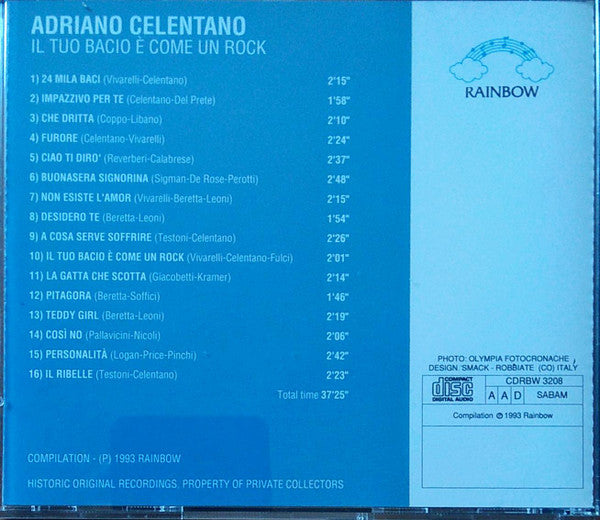 ADRIANO CELENTANO
IL TUO BACIO È COME UN ROCK
1) 24 MILA BACI (Vivarelli-Celentano) 2'15"
2) IMPAZZIVO PER TE (Celentano-Del Prete) 1'58"
3) CHE DRITTA (Coppo-Libano) 2'10"
4) FURORE (Celentano-Vivarelli) 2'24"
5) CIAO TI DIRO' (Reverberi-Calabrese) 2'37"
6) BUONASERA SIGNORINA (Sigman-De Rose-Perotti) 2'48"
7) NON ESISTE L'AMOR (Vivarelli-Beretta-Leoni) 2'15"
8) DESIDERO TE (Beretta-Leoni) 1'54"
9) A COSA SERVE SOFFRIRE (Testoni-Celentano) 2'26"
10) IL TUO BACIO È COME UN ROCK (Vivarelli-Celentano-Fulci) 2'01"
11) LA GATTA CHE SCOTTA (Giacobetti-Kramer) 2'14"
12) PITAGORA (Beretta-Soffici) 1'46"
13) TEDDY GIRL (Beretta-Leoni) 2'19"
14) COSÌ NO (Pallavicini-Nicoli) 2'06"
15) PERSONALITÀ (Logan-Price-Pinchi) 2'42"
16) IL RIBELLE (Testoni-Celentano) 2'23"
Total time 37'25"
COMPILATION - (P) 1993 RAINBOW
HISTORIC ORIGINAL RECORDINGS, PROPERTY OF PRIVATE COLLECTORS
RAINBOW
PHOTO: OLYMPIA FOTOCRONACHE
DESIGN: SMACK - ROBBIATE (CO) ITALY
COMPACT
disc
DIGITAL AUDIO
CDRBW 3208
A A D SABAM
Compilation ℗ 1993 Rainbow